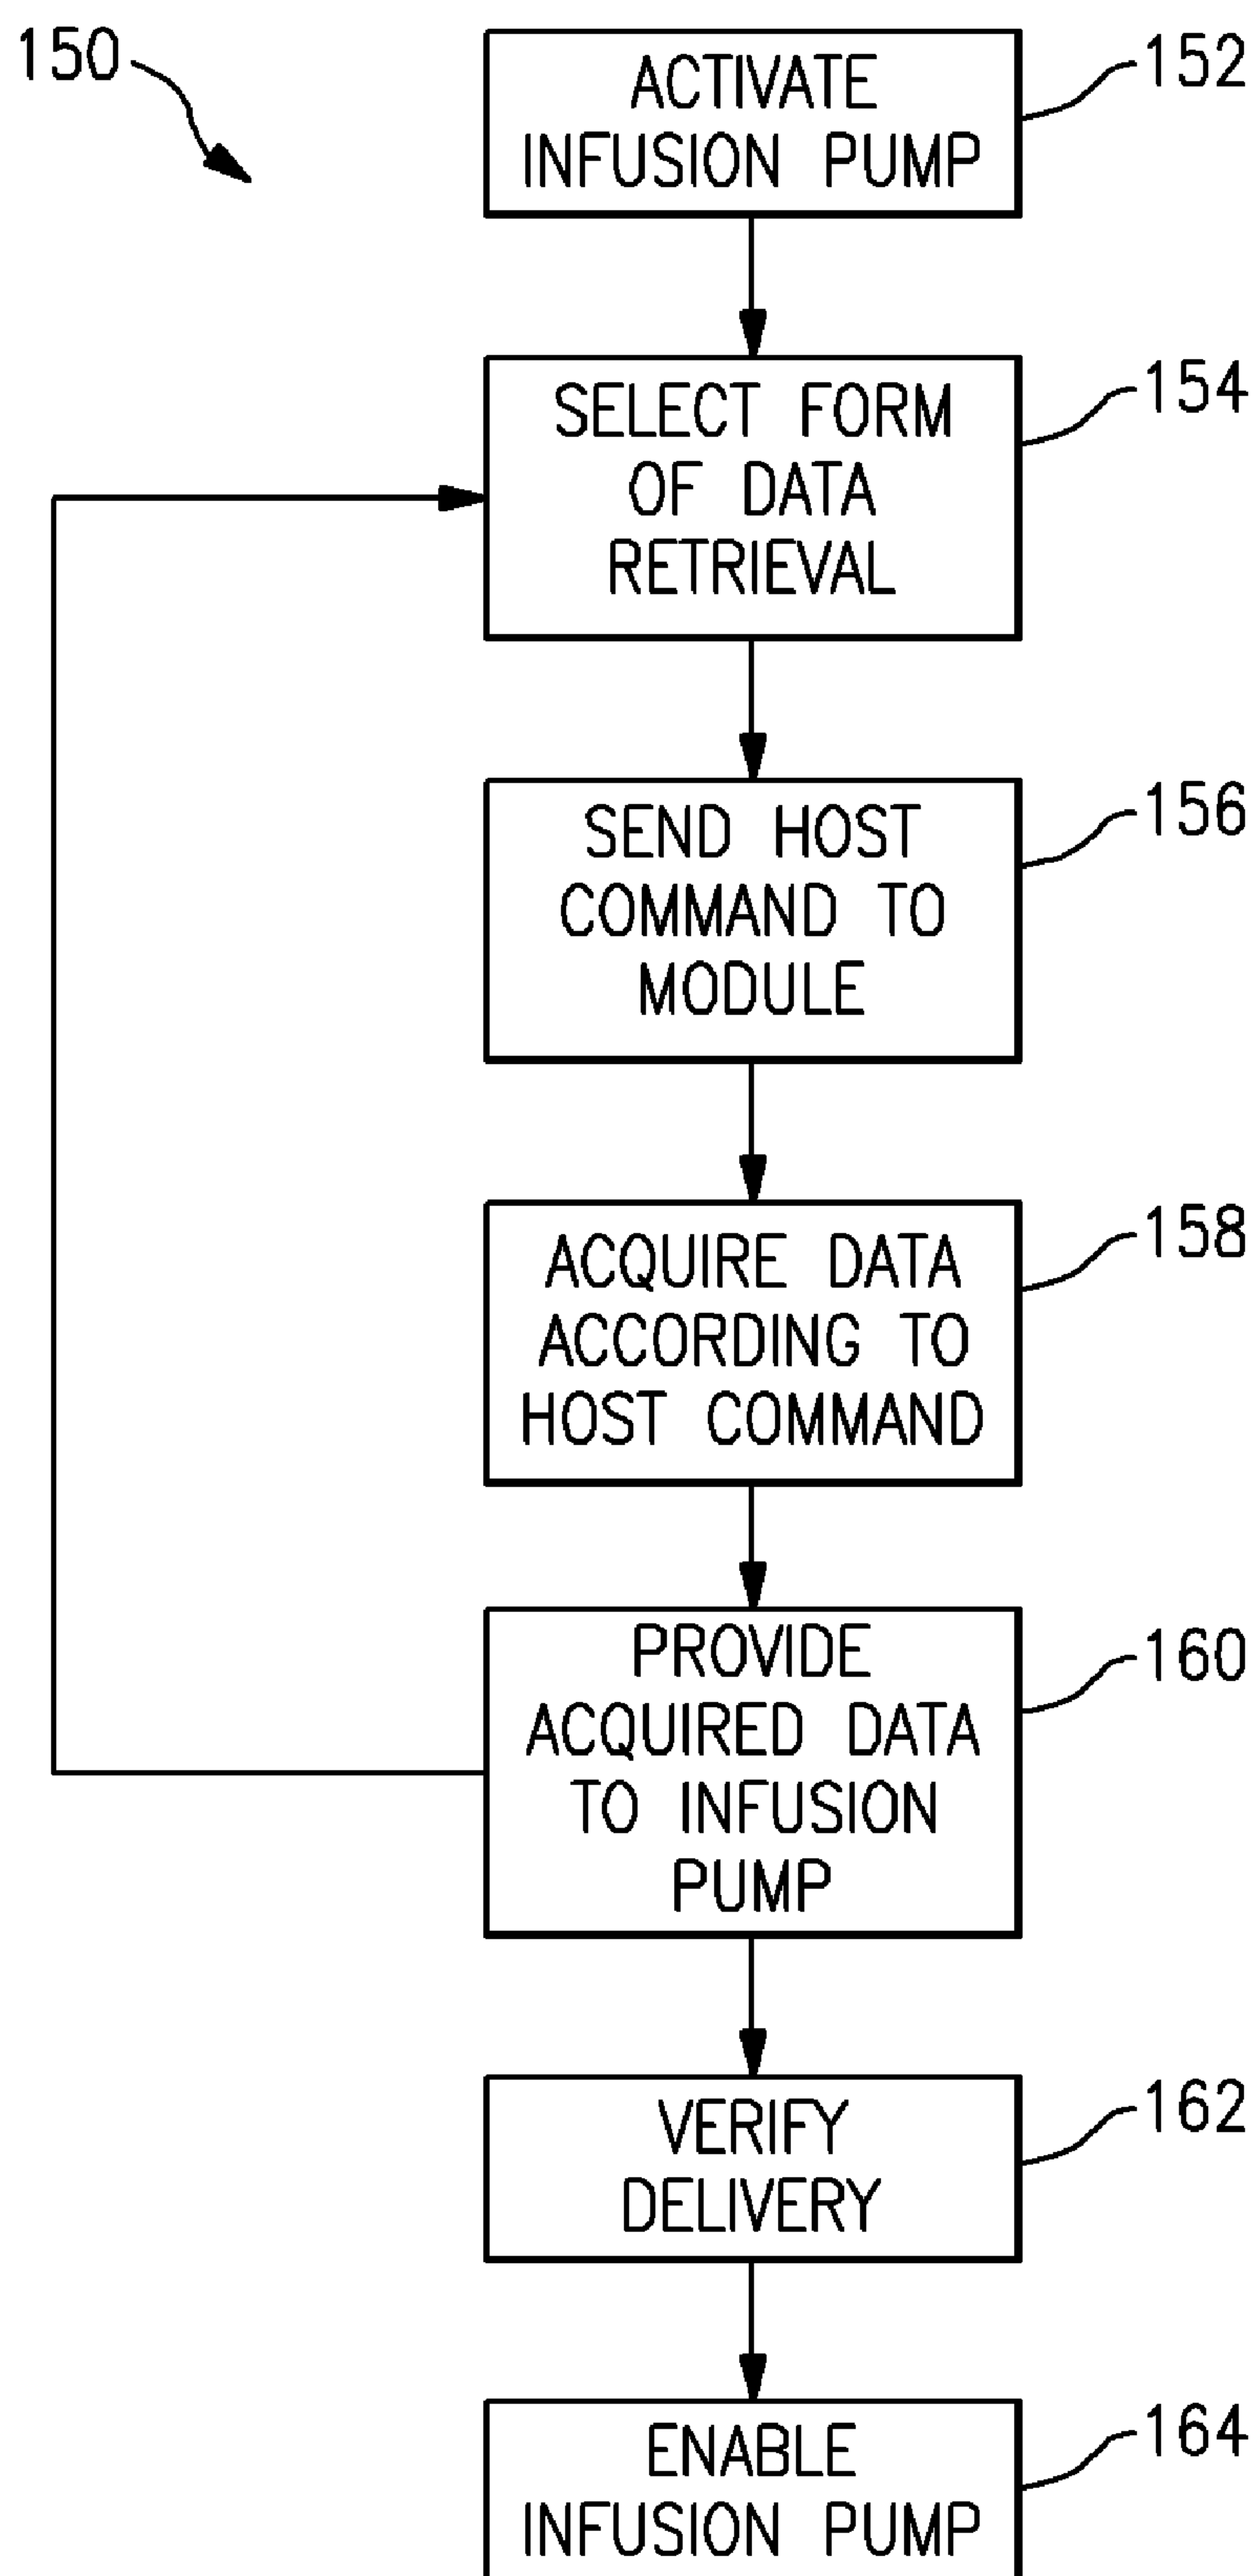 150
ACTIVATE
INFUSION PUMP
152
SELECT FORM
OF DATA
RETRIEVAL
154
SEND HOST
COMMAND TO
MODULE
156
ACQUIRE DATA
ACCORDING TO
HOST COMMAND
158
PROVIDE
ACQUIRED DATA
TO INFUSION
PUMP
160
VERIFY
DELIVERY
162
ENABLE
INFUSION PUMP
164